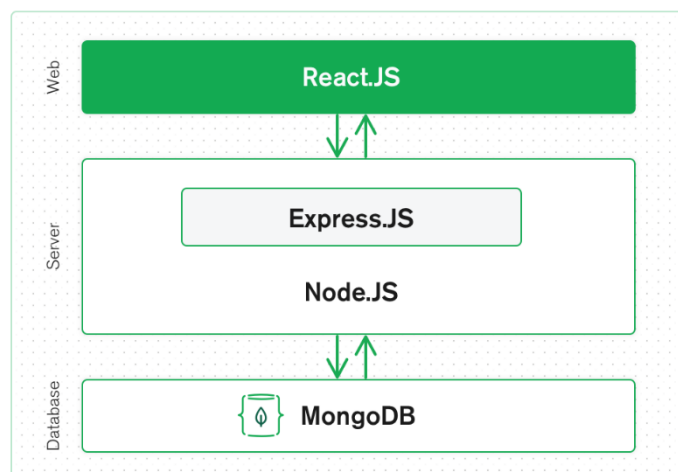 Web
React.JS
Server
Express.JS
Node.JS
Database
MongoDB